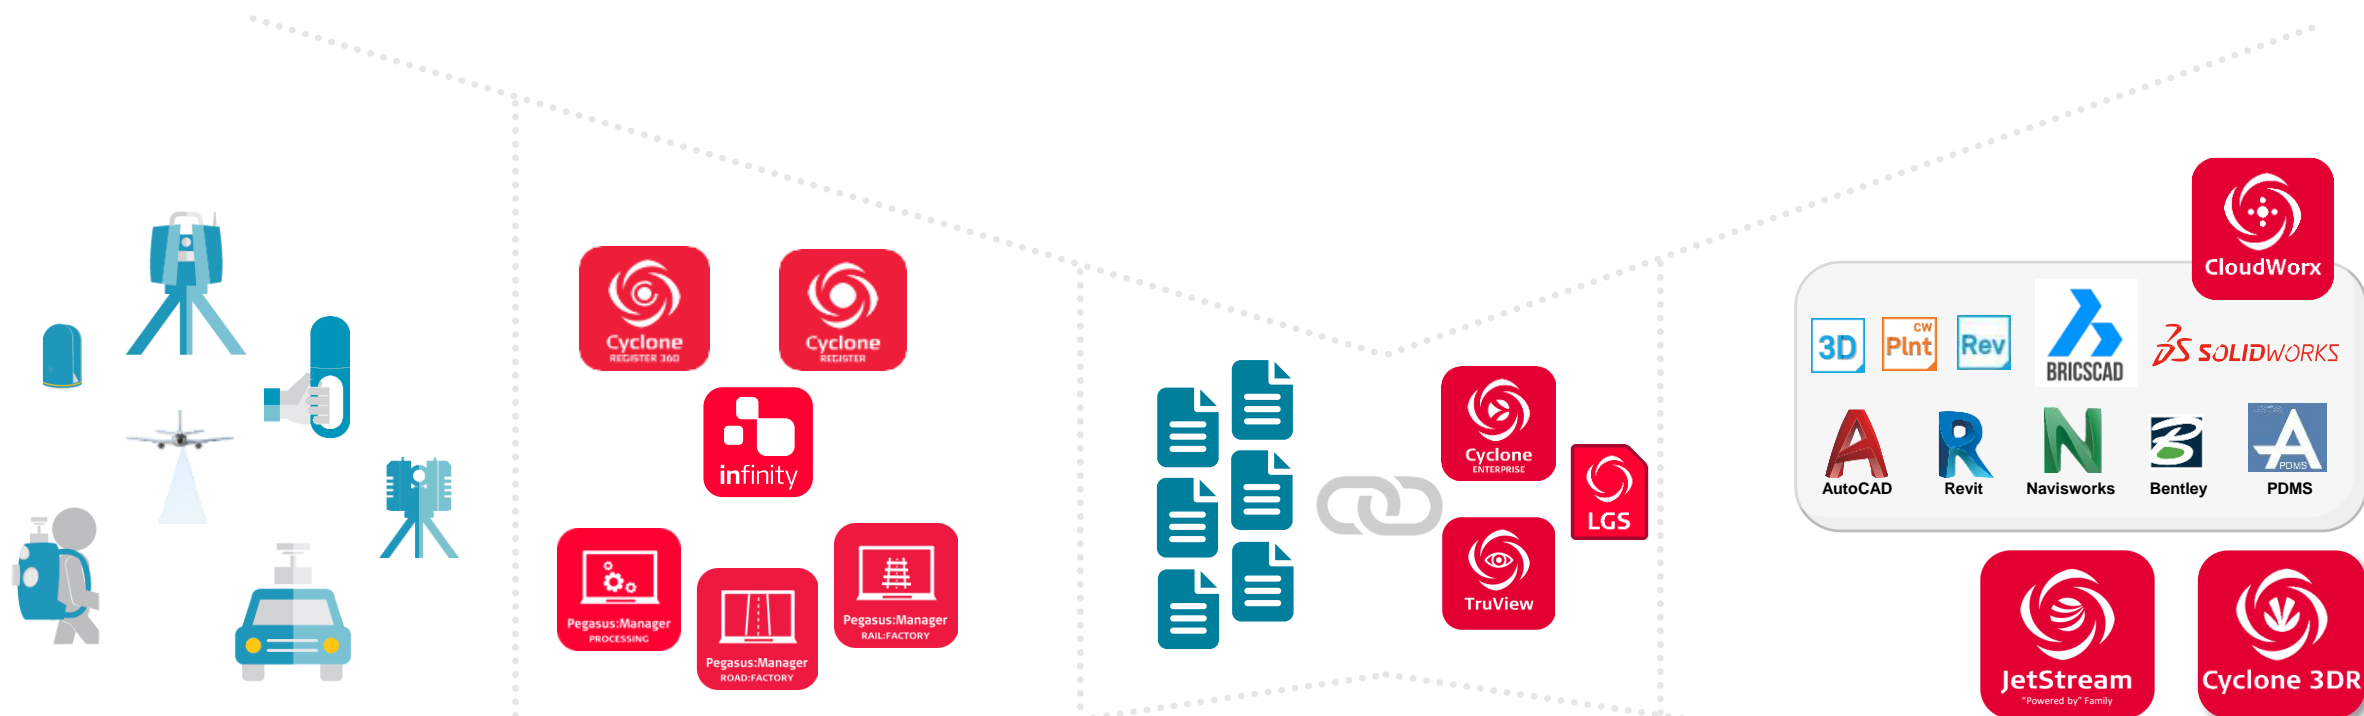 Cyclone
REGISTER 360
Cyclone
REGISTER
infinity
Pegasus:Manager
PROCESSING
Pegasus:Manager
ROAD:FACTORY
Pegasus:Manager
RAIL:FACTORY
Cyclone
ENTERPRISE
LGS
TruView
CloudWorx
3D
CW
Plnt
Rev
BRICSCAD
3DS SOLIDWORKS
AutoCAD
Revit
Navisworks
B
Bentley
A
PDMS
PDMS
JetStream
"Powered by" Family
Cyclone 3DR